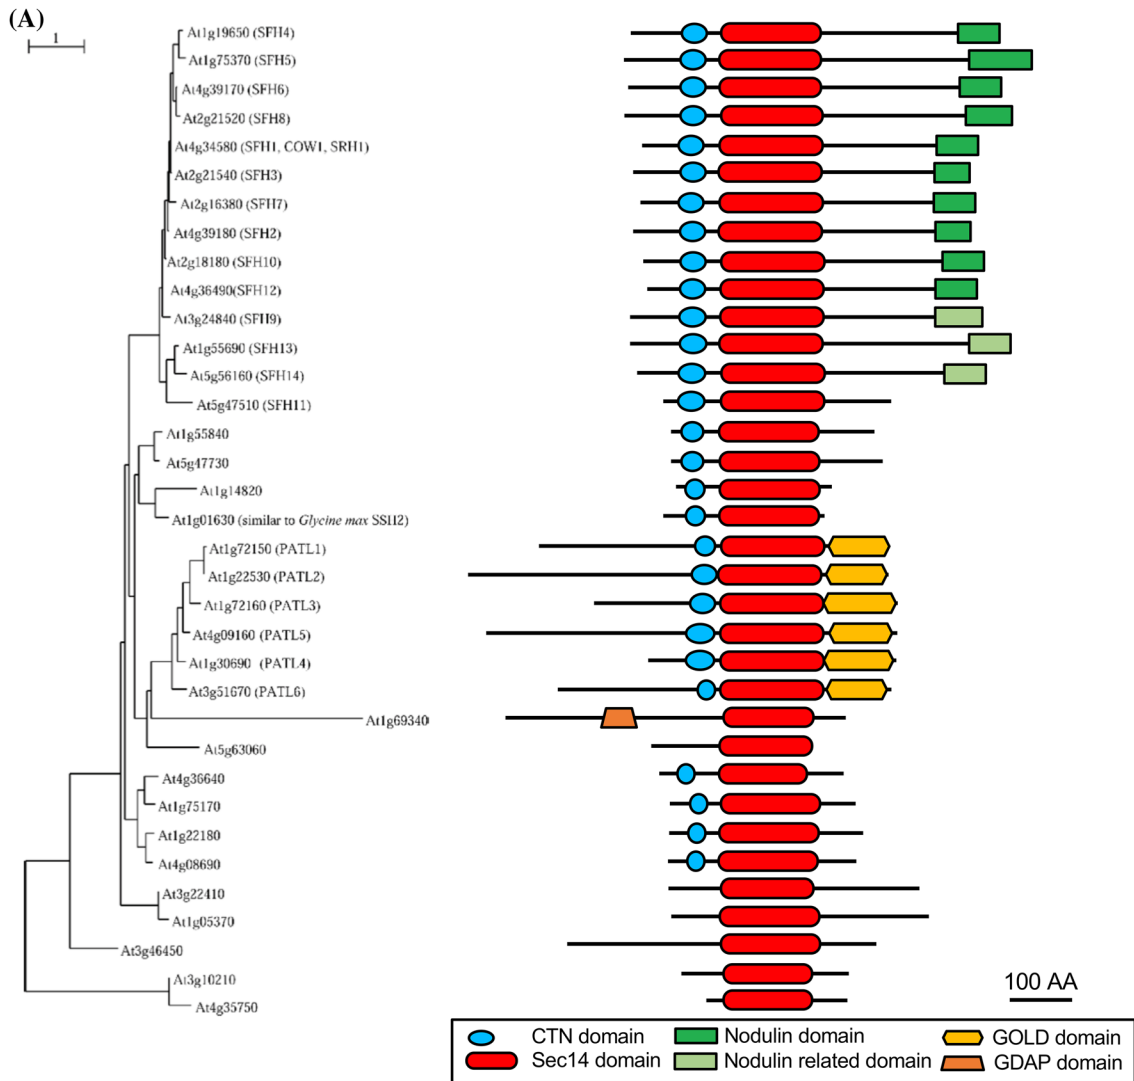 (A)
1
At1g19650 (SFH4)
At1g75370 (SFH5)
At4g39170 (SFH6)
At2g21520 (SFH8)
At4g34580 (SFH1, COW1, SRH1)
At2g21540 (SFH3)
At2g16380 (SFH7)
At4g39180 (SFH2)
At2g18180 (SFH10)
At4g36490(SFH12)
At3g24840 (SFH9)
At1g55690 (SFH13)
At5g56160 (SFH14)
At5g47510 (SFH11)
At1g55840
At5g47730
At1g14820
At1g01630 (similar to Glycine max SSH2)
At1g72150 (PATL1)
At1g22530 (PATL2)
At1g72160 (PATL3)
At4g09160 (PATL5)
At1g30690 (PATL4)
At3g51670 (PATL6)
At1g69340
At5g63060
At4g36640
At1g75170
At1g22180
At4g08690
At3g22410
At1g05370
At3g46450
At3g10210
At4g35750
100 AA
CTN domain
Nodulin domain
GOLD domain
Sec14 domain
Nodulin related domain
GDAP domain